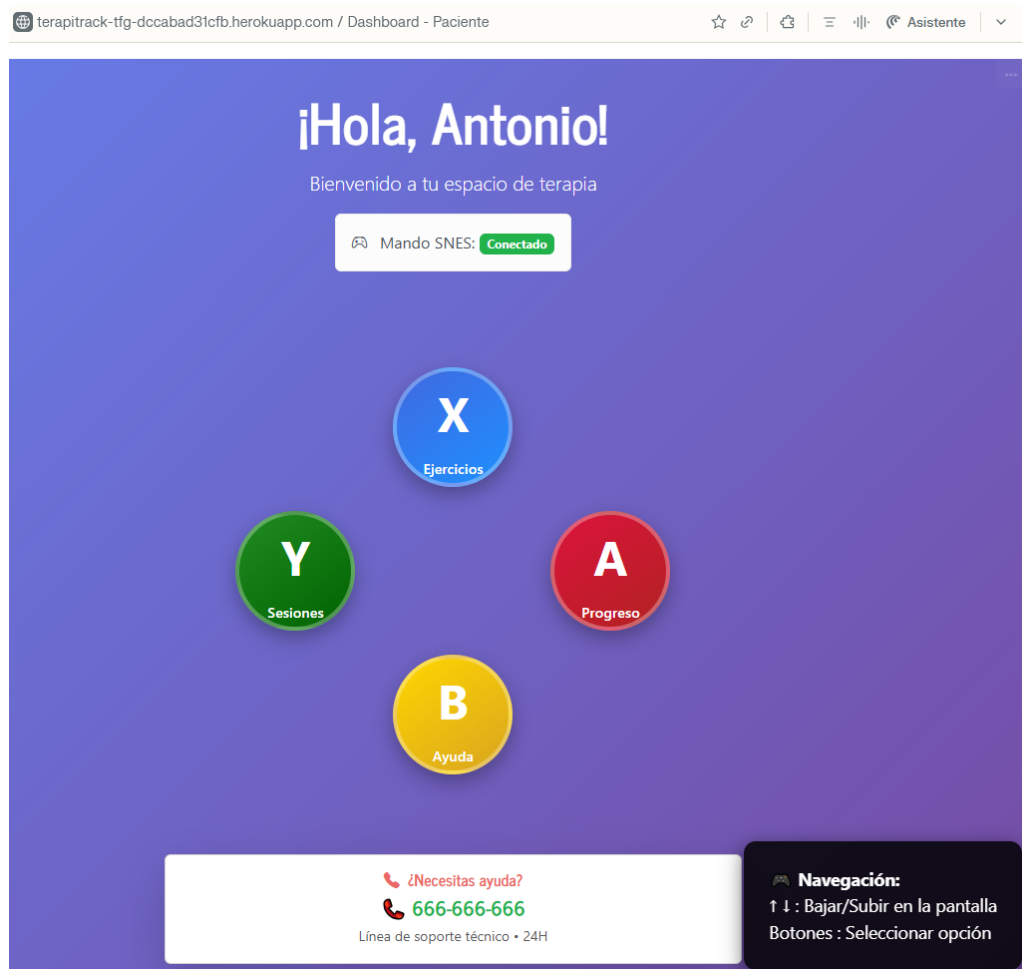 terapitrack-tfg-dccabad31cfb.herokuapp.com / Dashboard - Paciente
Asistente
¡Hola, Antonio!
Bienvenido a tu espacio de terapia
Mando SNES: Conectado
X
Ejercicios
Y
Sesiones
A
Progreso
B
Ayuda
¿Necesitas ayuda?
666-666-666
Línea de soporte técnico • 24H
Navegación:
↑↓: Bajar/Subir en la pantalla
Botones : Seleccionar opción